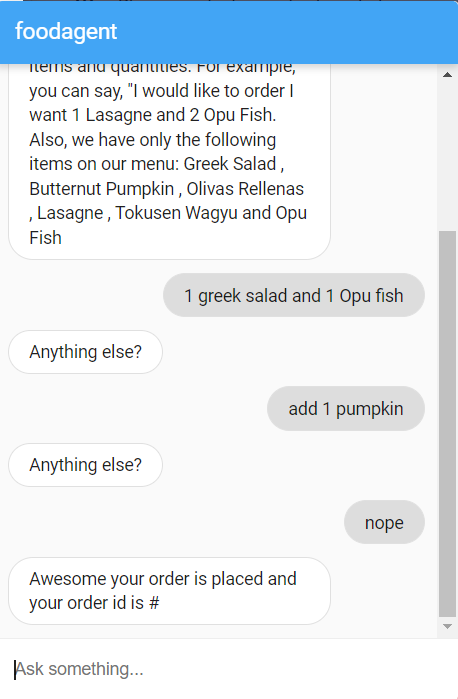 foodagent
items and quantities. For example,
you can say, "I would like to order I
want 1 Lasagne and 2 Opu Fish.
Also, we have only the following
items on our menu: Greek Salad ,
Butternut Pumpkin , Olivas Rellenas
, Lasagne , Tokusen Wagyu and Opu
Fish
1 greek salad and 1 Opu fish
Anything else?
add 1 pumpkin
Anything else?
nope
Awesome your order is placed and
your order id is #
Ask something...